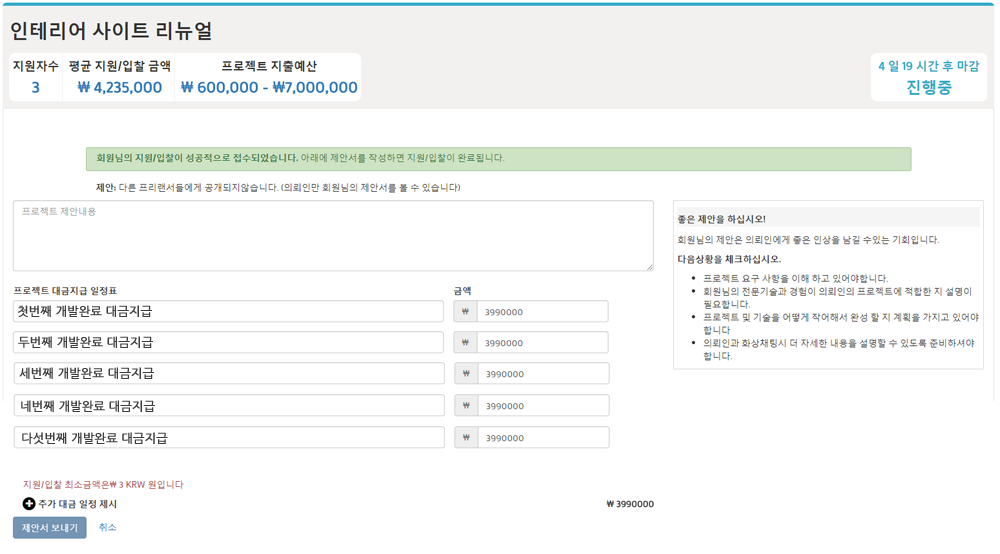 인테리어 사이트 리뉴얼
지원자수 평균 지원/입찰 금액 프로젝트 지출예산
3 ₩ 4,235,000 ₩ 600,000 - ₩7,000,000
4 일 19 시간 후 마감
진행중
회원님의 지원/입찰이 성공적으로 접수되었습니다. 아래에 제안서를 작성하면 지원/입찰이 완료됩니다.
제안: 다른 프리랜서들에게 공개되지않습니다. (의뢰인만 회원님의 제안서를 볼 수 있습니다)
프로젝트 제안내용
프로젝트 대금지급 일정표 금액
첫번째 개발완료 대금지급 ₩ 3990000
두번째 개발완료 대금지급 ₩ 3990000
세번째 개발완료 대금지급 ₩ 3990000
네번째 개발완료 대금지급 ₩ 3990000
다섯번째 개발완료 대금지급 ₩ 3990000
지원/입찰 최소금액은₩ 3 KRW 원입니다
추가 대금 일정 제시 ₩ 3990000
제안서 보내기 취소
좋은 제안을 하십시오!
회원님의 제안은 의뢰인에게 좋은 인상을 남길 수있는 기회입니다.
다음상황을 체크하십시오.
• 프로젝트 요구 사항을 이해 하고 있어야합니다.
• 회원님의 전문기술과 경험이 의뢰인의 프로젝트에 적합한 지 설명이
필요합니다.
• 프로젝트 및 기술을 어떻게 작어해서 완성 할 지 계획을 가지고 있어야
합니다
• 의뢰인과 화상채팅시 더 자세한 내용을 설명할 수 있도록 준비하셔야
합니다.